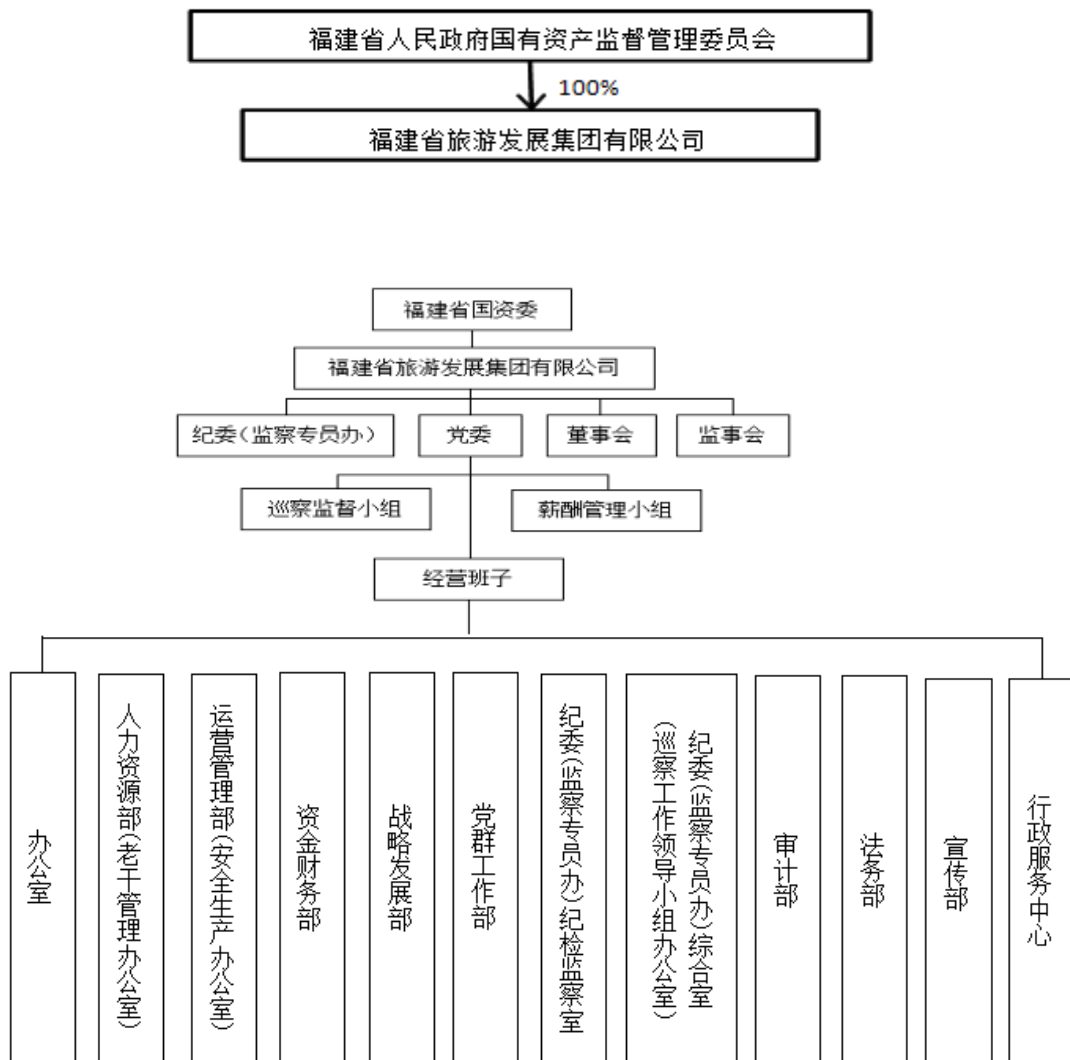 福建省人民政府国有资产监督管理委员会
100%
福建省旅游发展集团有限公司
福建省国资委
福建省旅游发展集团有限公司
纪委（监察专员办）
党委
董事会
监事会
巡察监督小组
薪酬管理小组
经营班子
办公室
人力资源部（老干管理办公室）
运营管理部（安全生产办公室）
资金财务部
战略发展部
党群工作部
纪委（监察专员办）纪检监察室
纪委（监察专员办）综合室
（巡察工作领导小组办公室）
审计部
法务部
宣传部
行政服务中心